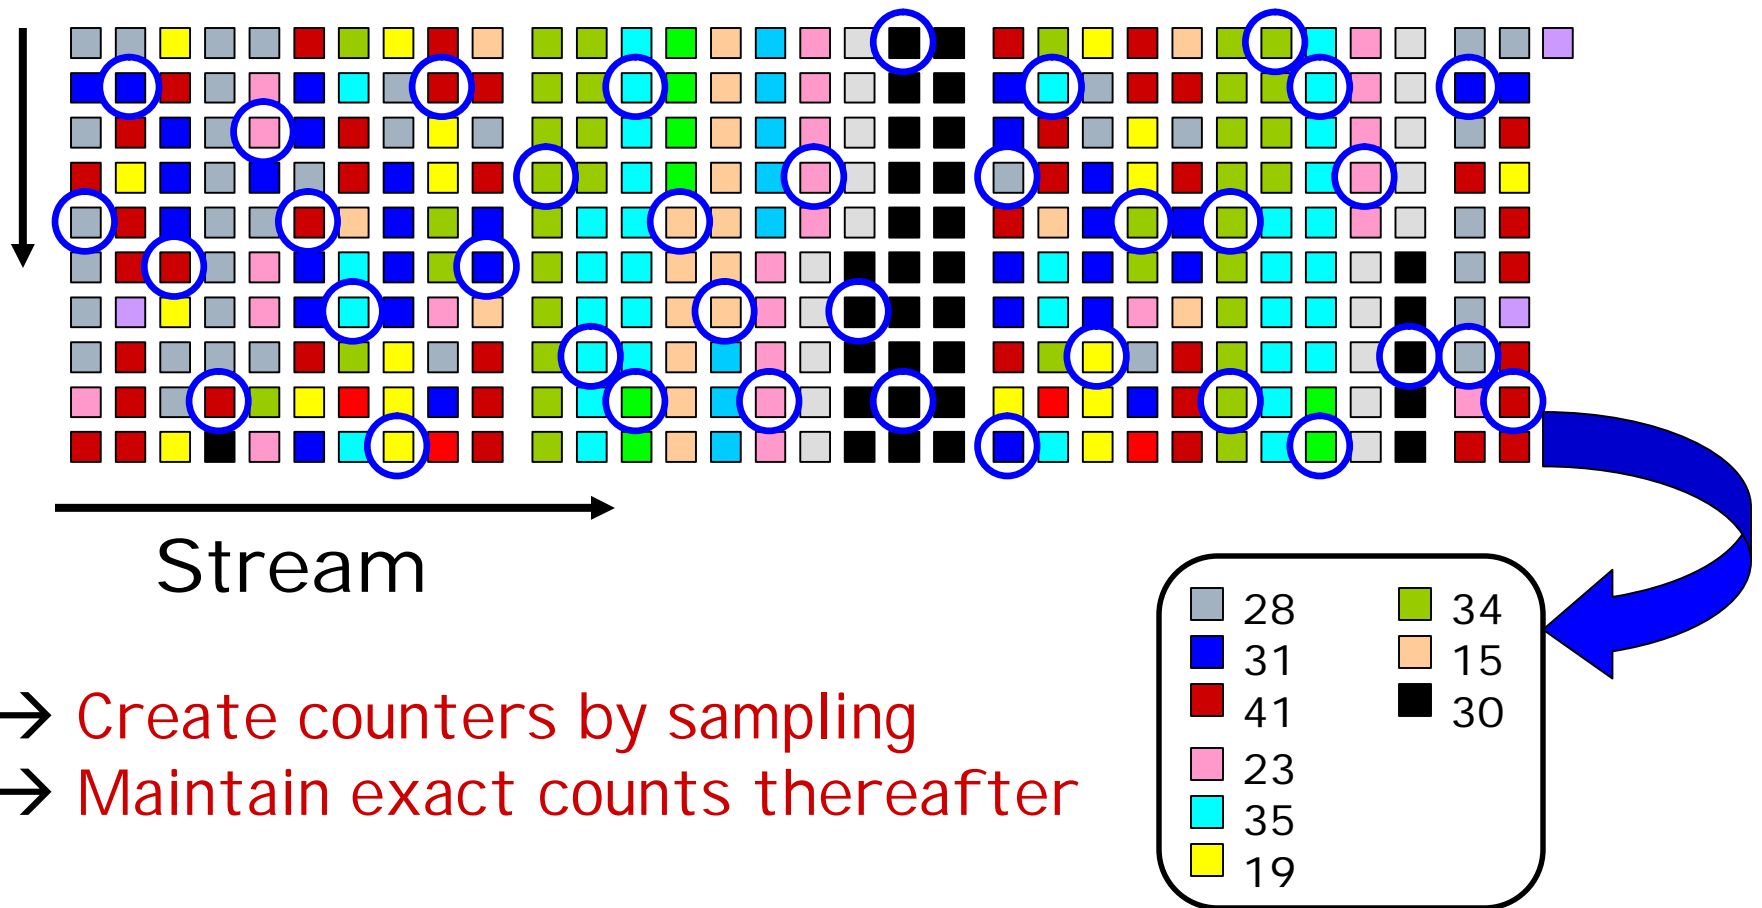 Stream
28 34
31 15
41 30
23
35
19
→ Create counters by sampling
→ Maintain exact counts thereafter